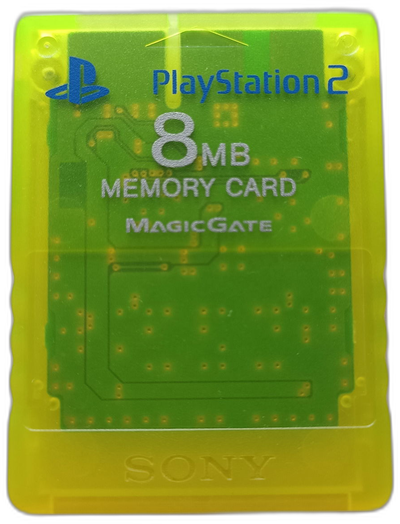 PlayStation 2
8MB
MEMORY CARD
MAGICGATE
SONY